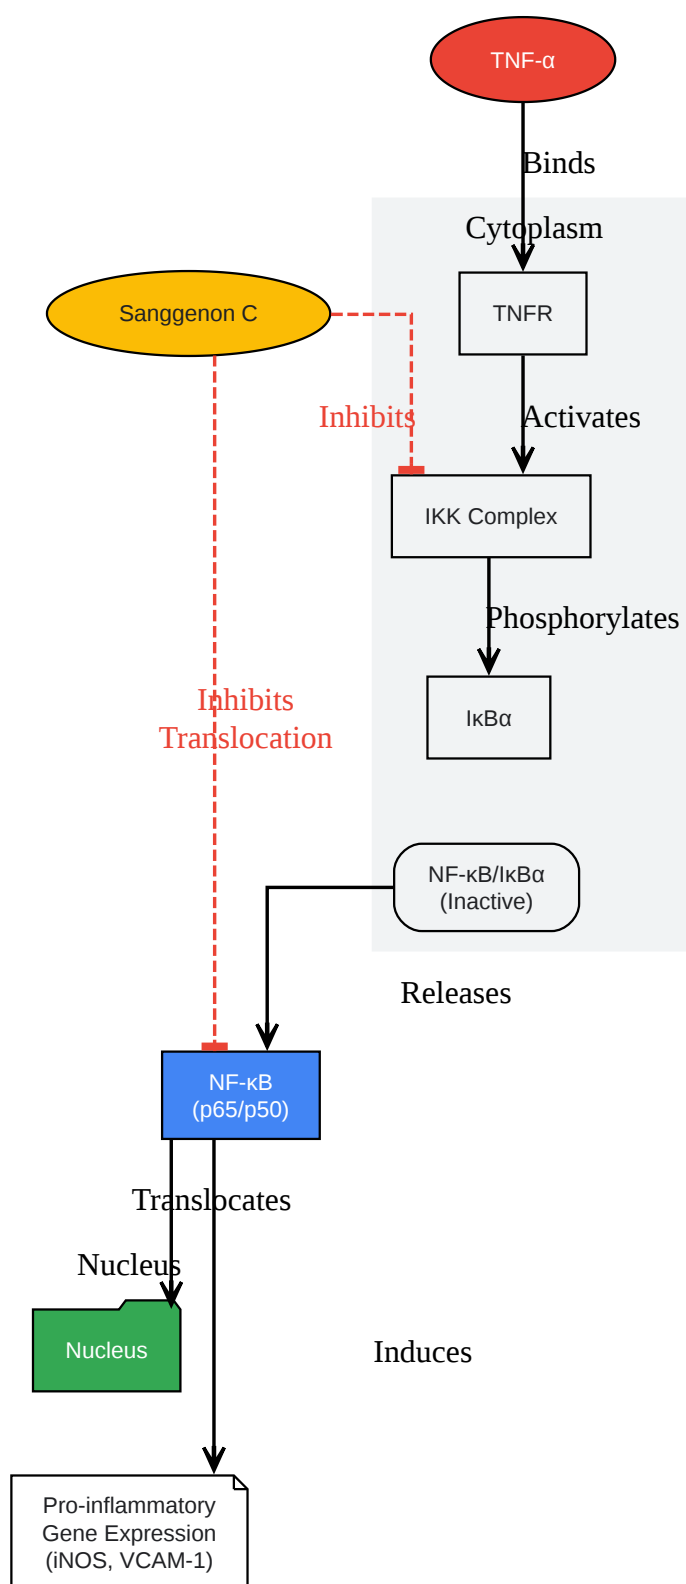 TNF-α
Binds
Cytoplasm
TNFR
Sanggenon C
Inhibits
Activates
IKK Complex
Phosphorylates
Inhibits
Translocation
IκBα
NF-κB/IκBα
(Inactive)
Releases
NF-κB
(p65/p50)
Translocates
Nucleus
Nucleus
Induces
Pro-inflammatory
Gene Expression
(iNOS, VCAM-1)